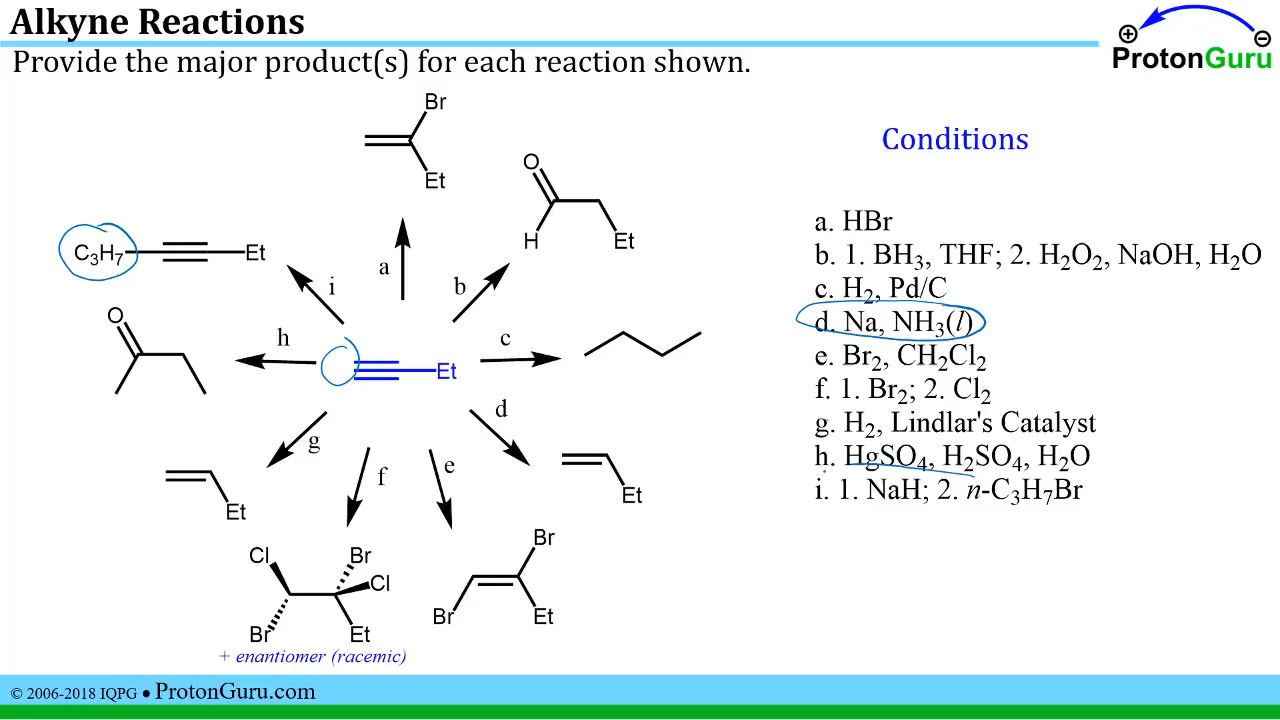 Alkyne Reactions
Provide the major product(s) for each reaction shown.
⊕ ⊖
ProtonGuru
Conditions
a. HBr
b. 1. BH₃, THF; 2. H₂O₂, NaOH, H₂O
c. H₂, Pd/C
d. Na, NH₃(l)
e. Br₂, CH₂Cl₂
f. 1. Br₂; 2. Cl₂
g. H₂, Lindlar's Catalyst
h. HgSO₄, H₂SO₄, H₂O
i. 1. NaH; 2. n-C₃H₇Br
Br
Et
O
H Et
C₃H₇ Et
a
i b
O
h c
Et
g d
f e
Et
Et
Cl Br
Cl
Br Et
+ enantiomer (racemic)
Br
Br Et
© 2006-2018 IQPG ● ProtonGuru.com